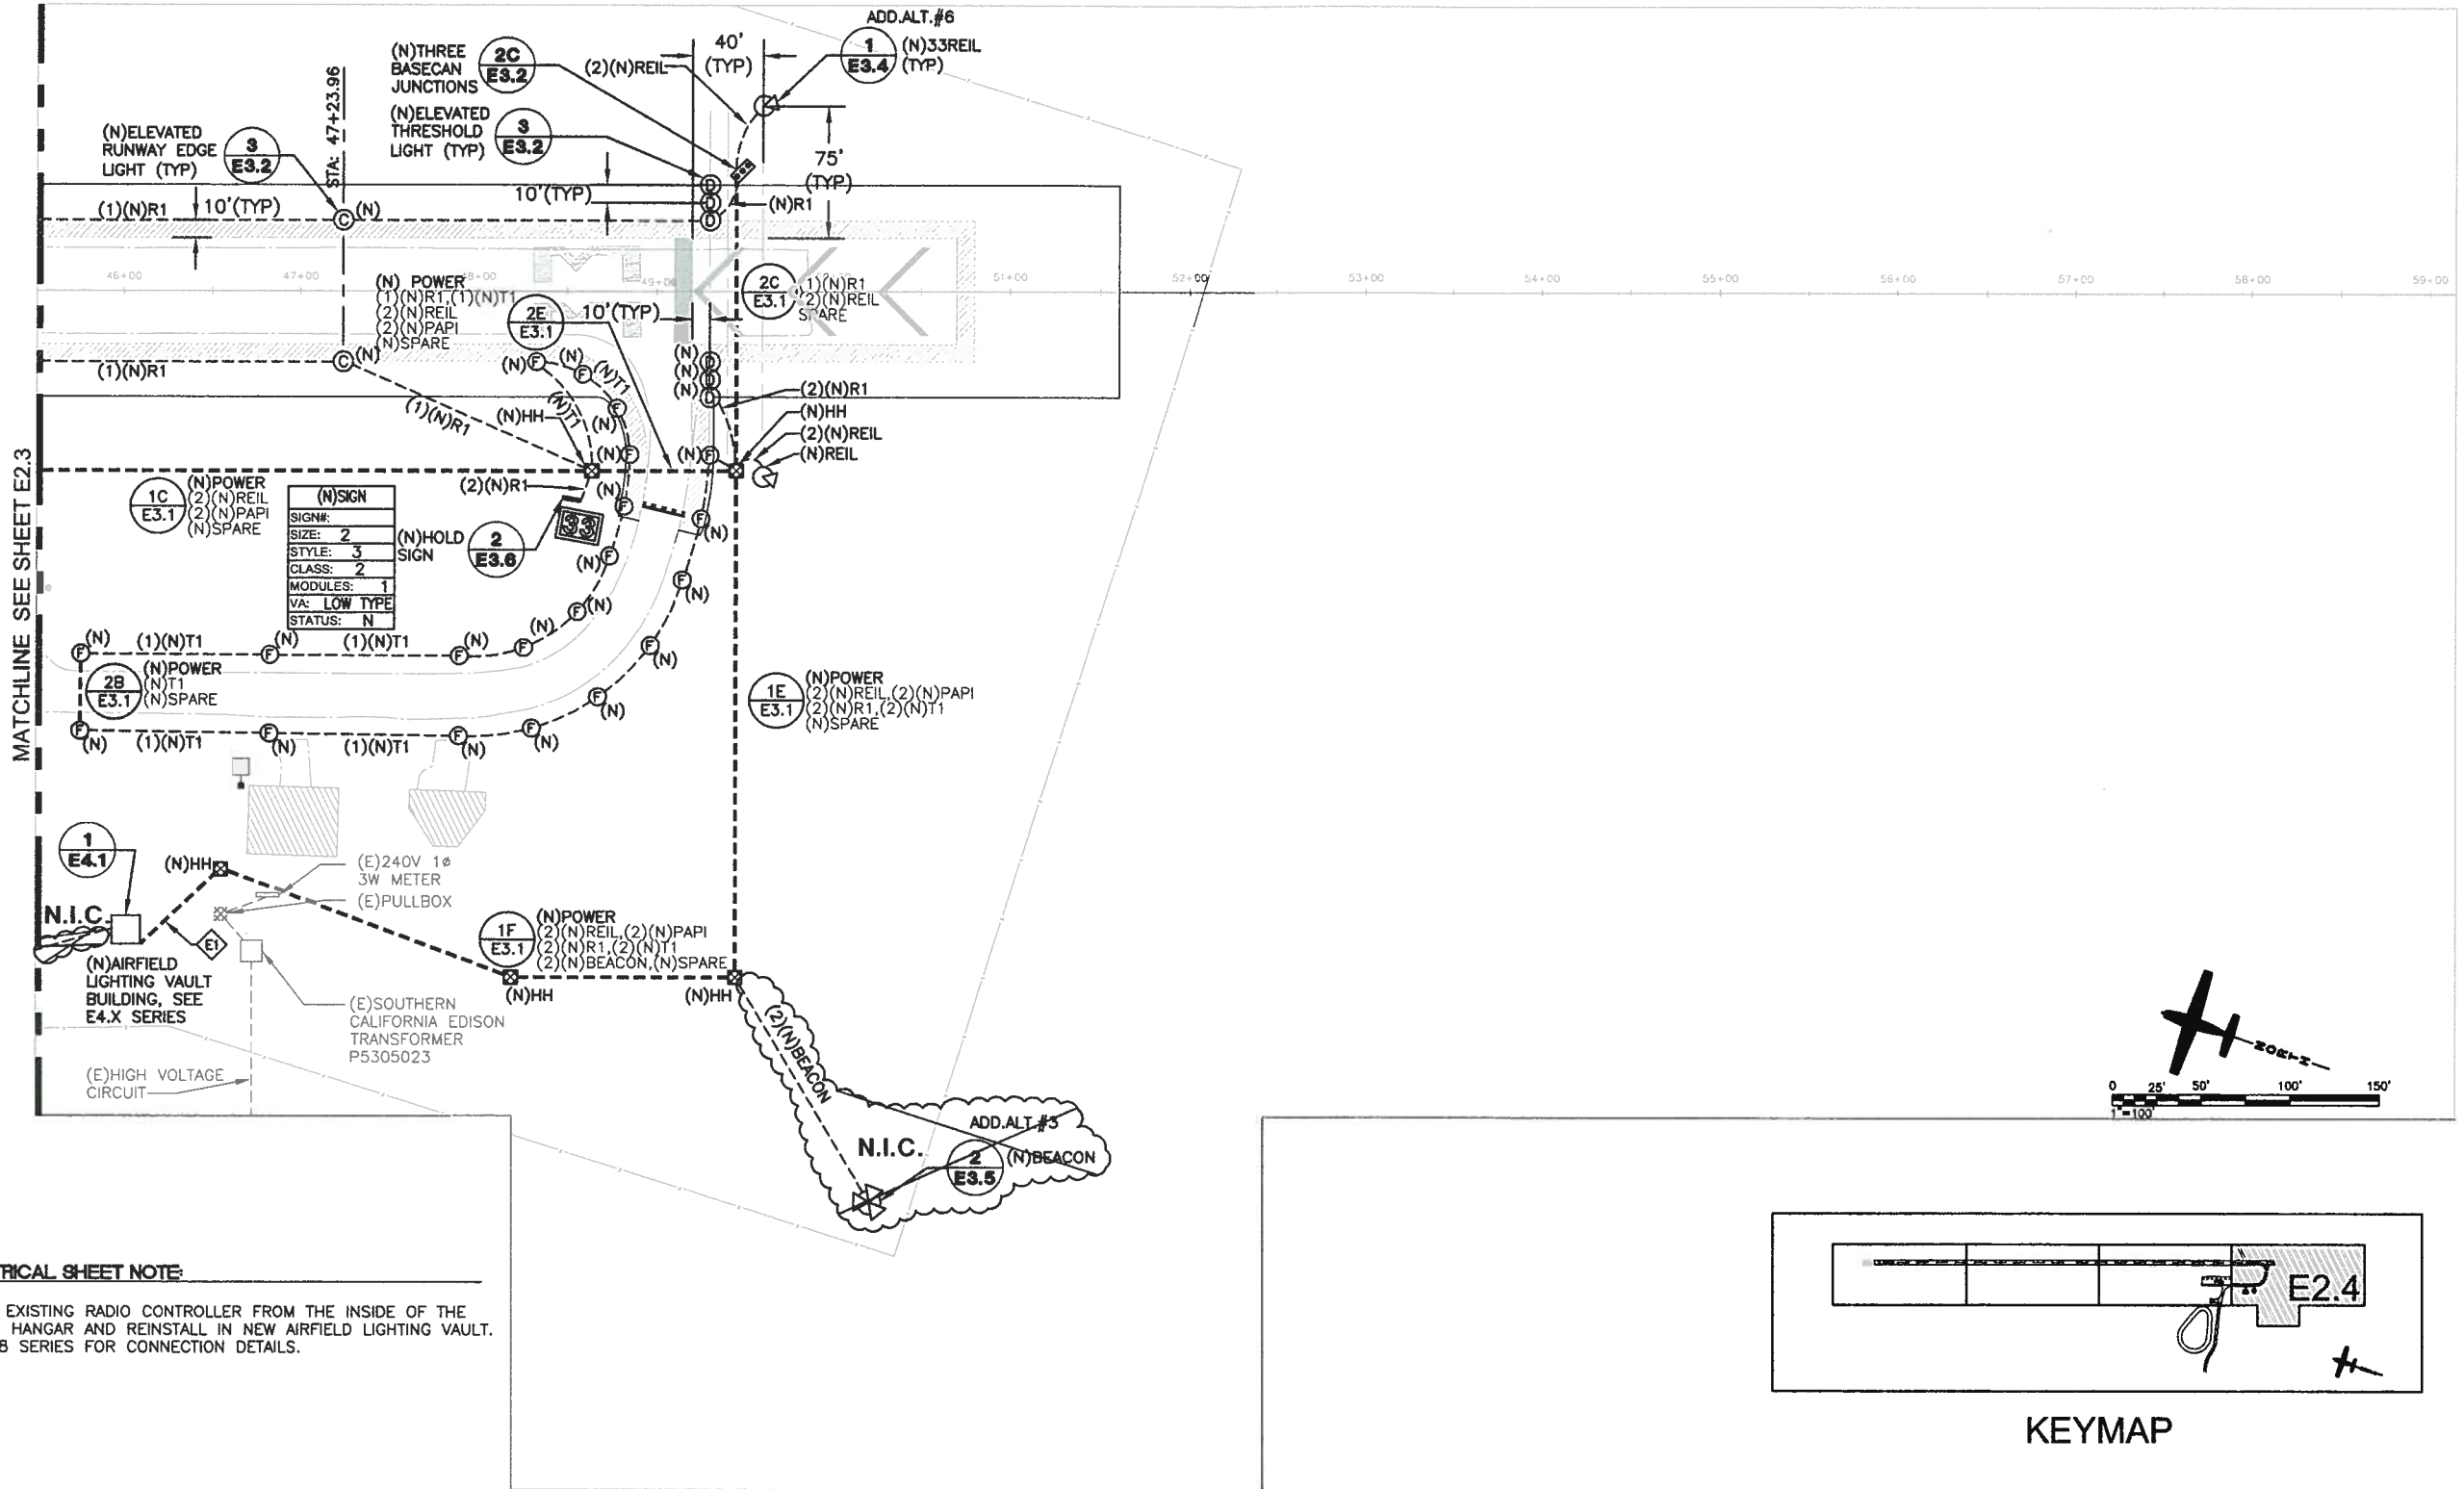 ADD.ALT.#6
(N)THREE
BASECAN
JUNCTIONS
2C
E3.2
(2)(N)REIL
40'
(TYP)
1
E3.4
(N)33REIL
(TYP)
STA: 47+23.96
(N)ELEVATED
RUNWAY EDGE
LIGHT (TYP)
3
E3.2
(N)ELEVATED
THRESHOLD
LIGHT (TYP)
3
E3.2
75'
(TYP)
10'(TYP)
D
D
D
(N)R1
(1)(N)R1
10'(TYP)
C
(N)
46+00
47+00
48+00
49+00
51+00
52+00
53+00
54+00
55+00
56+00
57+00
58+00
59+00
(N) POWER
(1)(N)R1,(1)(N)T1
(2)(N)REIL
(2)(N)PAPI
(N)SPARE
2E
E3.1
10'(TYP)
2C
E3.1
1)(N)R1
2)(N)REIL
SPARE
C
(N)
(1)(N)R1
(N)
F
(N)
F
(N)T1
F
(N)
(N)T1
(N)
D
(N)
D
(N)
D
(2)(N)R1
(N)HH
(2)(N)REIL
(N)REIL
(1)(N)R1
(N)HH
(N)
F
(N)
F
MATCHLINE SEE SHEET E2.3
1C
E3.1
(N)POWER
(2)(N)REIL
(2)(N)PAPI
(N)SPARE
(N)SIGN
SIGN#:
SIZE: 2
STYLE: 3
CLASS: 2
MODULES: 1
VA: LOW TYPE
STATUS: N
(2)(N)R1
(N)
F
33
(N)HOLD
SIGN
2
E3.6
F
(N)
(N)
F
F
(N)
F
(N)
F
(N)
(N)
F
(1)(N)T1
(N)
F
(1)(N)T1
(N)
F
(N)
F
F
(N)
2B
E3.1
(N)POWER
(N)T1
(N)SPARE
1E
E3.1
(N)POWER
(2)(N)REIL,(2)(N)PAPI
(2)(N)R1,(2)(N)T1
(N)SPARE
F
(N)
(1)(N)T1
F
(N)
(1)(N)T1
F
(N)
F
(N)
F
(N)
1
E4.1
(N)HH
(E)240V 1ø
3W METER
(E)PULLBOX
N.I.C.
E1
(N)AIRFIELD
LIGHTING VAULT
BUILDING, SEE
E4.X SERIES
1F
E3.1
(N)POWER
(2)(N)REIL,(2)(N)PAPI
(2)(N)R1,(2)(N)T1
(2)(N)BEACON,(N)SPARE
(N)HH
(N)HH
(E)SOUTHERN
CALIFORNIA EDISON
TRANSFORMER
P5305023
(E)HIGH VOLTAGE
CIRCUIT
(2)(N)BEACON
ADD.ALT.#3
N.I.C.
2
E3.5
(N)BEACON
NORTH
0 25' 50' 100' 150'
1"=100'
RICAL SHEET NOTE:
EXISTING RADIO CONTROLLER FROM THE INSIDE OF THE
HANGAR AND REINSTALL IN NEW AIRFIELD LIGHTING VAULT.
SERIES FOR CONNECTION DETAILS.
E2.4
KEYMAP